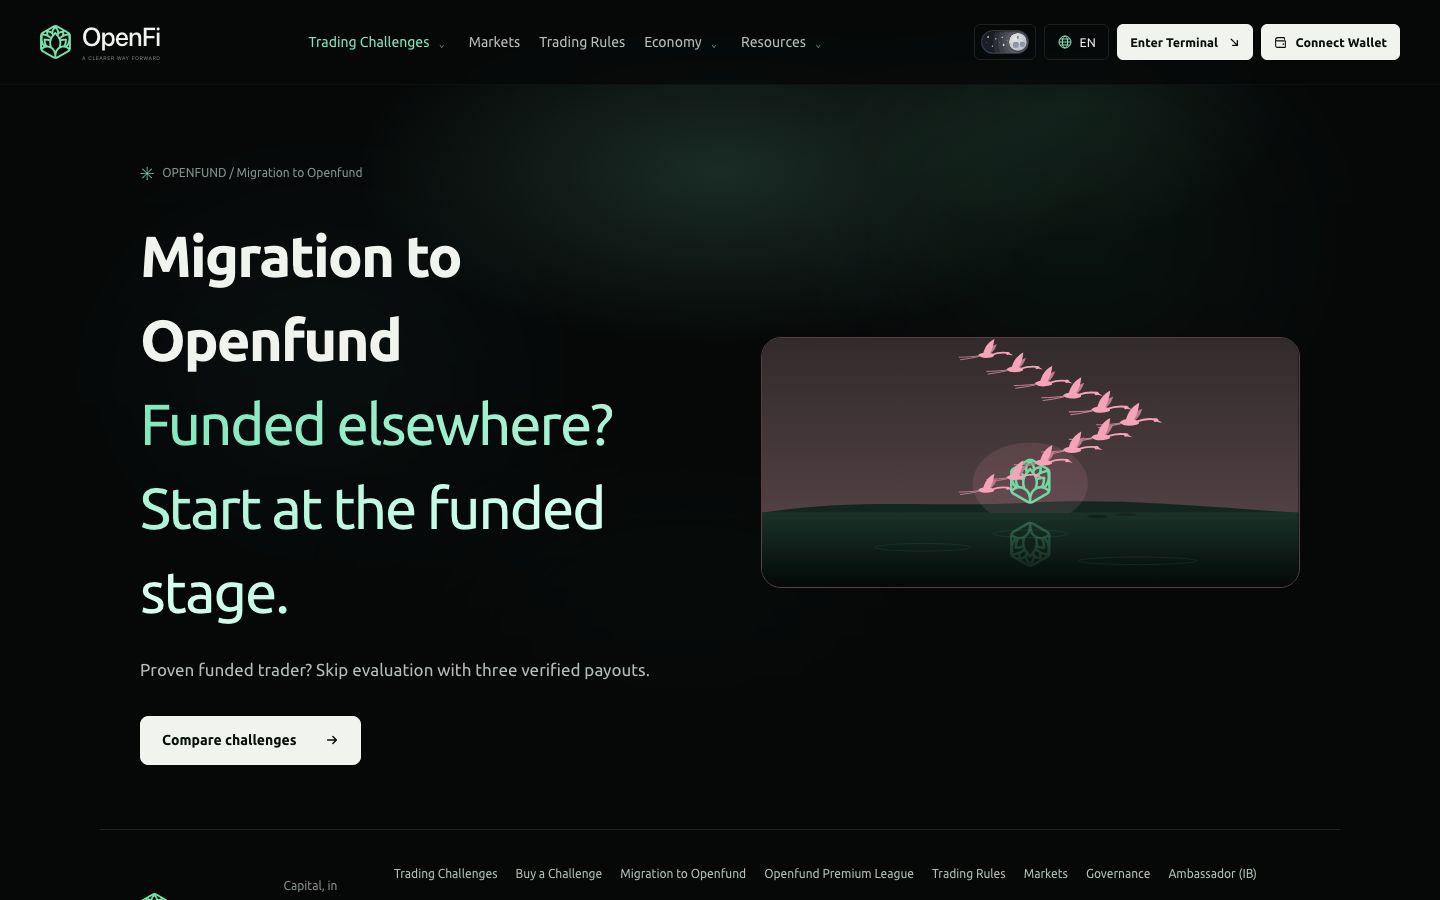 OpenFi
A CLEARER WAY FORWARD
Trading Challenges
Markets
Trading Rules
Economy
Resources
EN
Enter Terminal
Connect Wallet
OPENFUND / Migration to Openfund
Migration to
Openfund
Funded elsewhere?
Start at the funded
stage.
Proven funded trader? Skip evaluation with three verified payouts.
Compare challenges
Capital, in
Trading Challenges
Buy a Challenge
Migration to Openfund
Openfund Premium League
Trading Rules
Markets
Governance
Ambassador (IB)